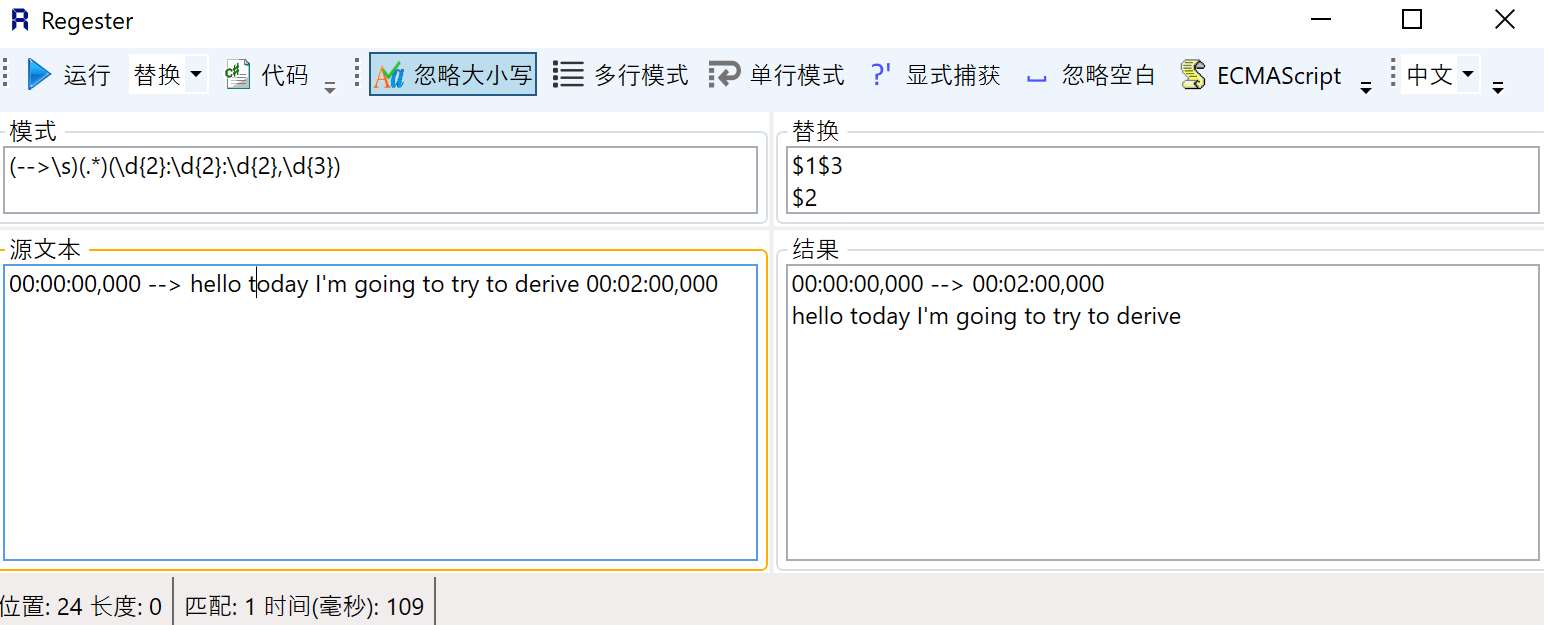 Regester
运行 替换 代码 忽略大小写 多行模式 单行模式 ?' 显式捕获 忽略空白 ECMAScript 中文
模式
(-->\s)(.*)(\d{2}:\d{2}:\d{2},\d{3})
替换
$1$3
$2
源文本
00:00:00,000 --> hello today I'm going to try to derive 00:02:00,000
结果
00:00:00,000 --> 00:02:00,000
hello today I'm going to try to derive
位置: 24 长度: 0 匹配: 1 时间(毫秒): 109